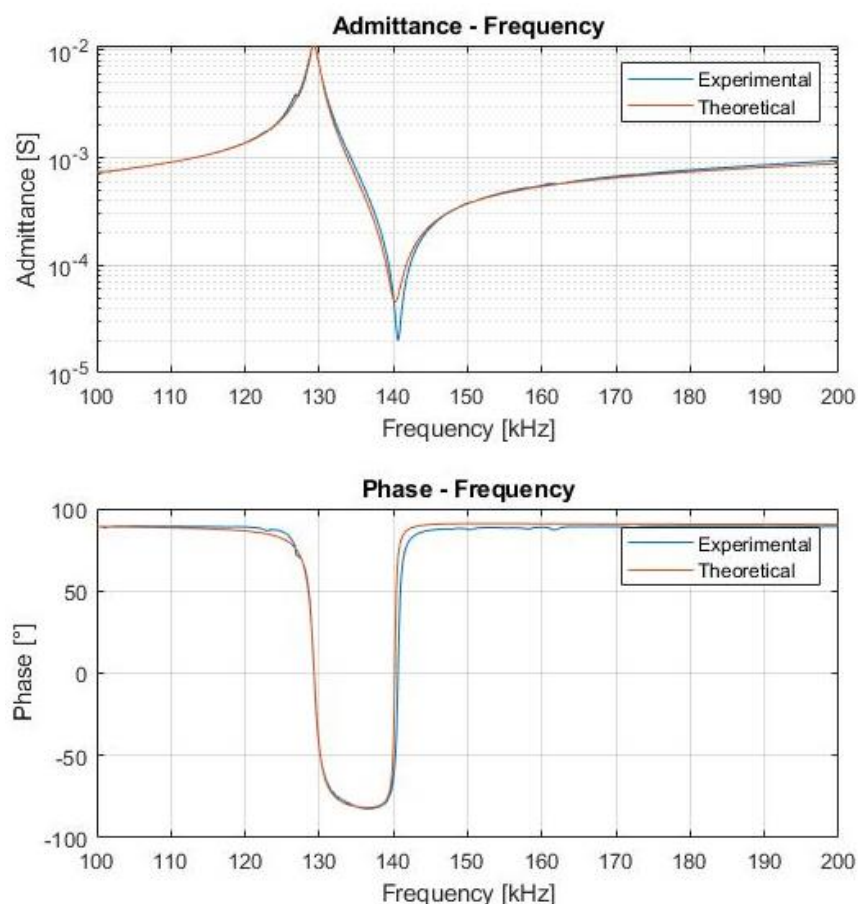 Admittance - Frequency
10^-2
10^-3
10^-4
10^-5
Admittance [S]
Experimental
Theoretical
100 110 120 130 140 150 160 170 180 190 200
Frequency [kHz]
Phase - Frequency
100
50
0
-50
-100
Phase [°]
Experimental
Theoretical
100 110 120 130 140 150 160 170 180 190 200
Frequency [kHz]